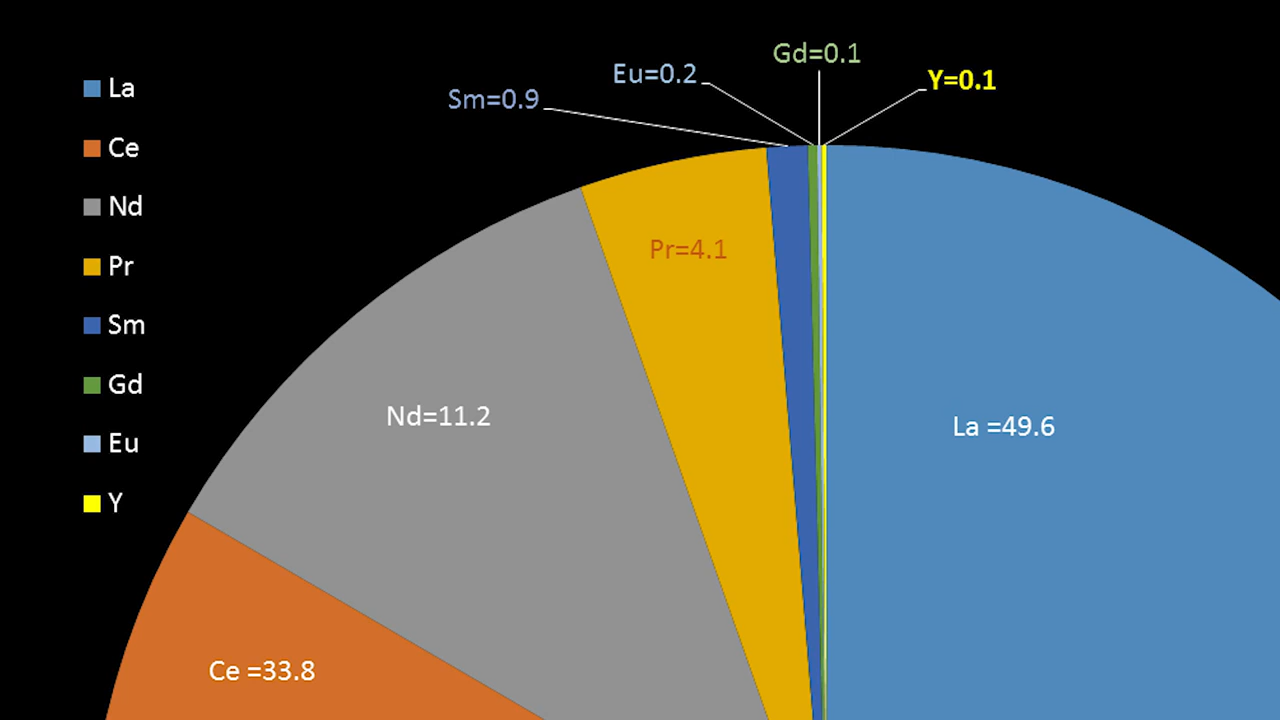 La
Ce
Nd
Pr
Sm
Gd
Eu
Y
Sm=0.9
Eu=0.2
Gd=0.1
Y=0.1
Pr=4.1
Nd=11.2
La =49.6
Ce =33.8